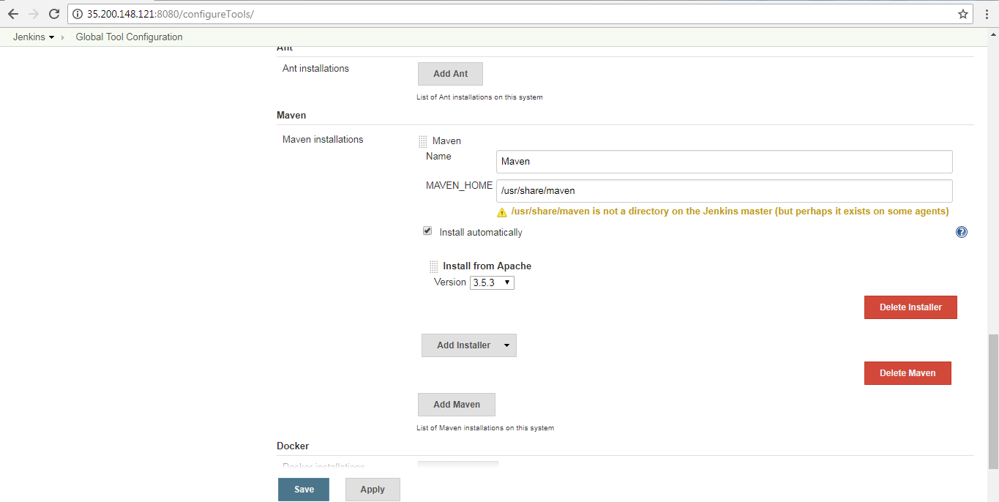 35.200.148.121:8080/configureTools/
Jenkins
Global Tool Configuration
Ant
Ant installations
Add Ant
List of Ant installations on this system
Maven
Maven installations
Maven
Name
Maven
MAVEN_HOME
/usr/share/maven
/usr/share/maven is not a directory on the Jenkins master (but perhaps it exists on some agents)
Install automatically
?
Install from Apache
Version 3.5.3
Delete Installer
Add Installer
Delete Maven
Add Maven
List of Maven installations on this system
Docker
Docker installations
Save
Apply